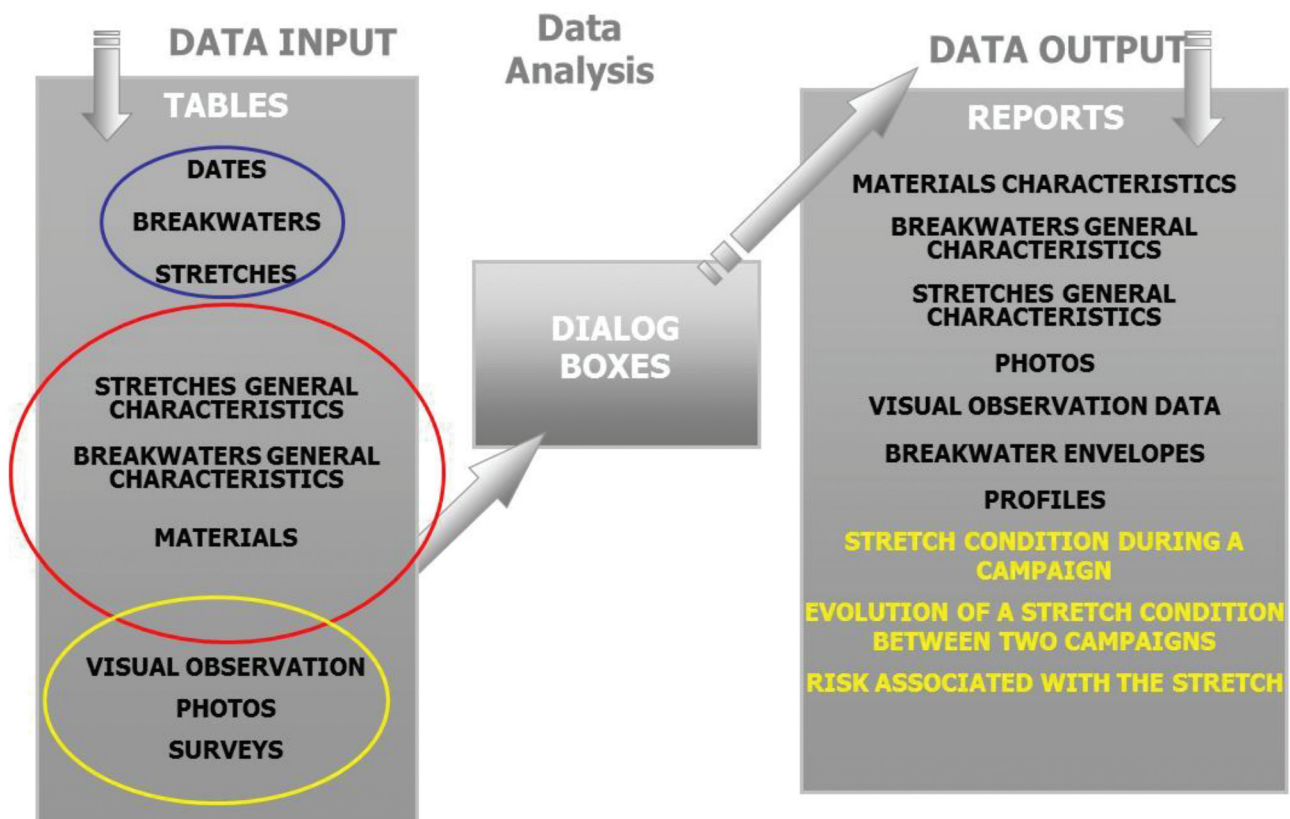 DATA INPUT
TABLES
DATES
BREAKWATERS
STRETCHES
STRETCHES GENERAL
CHARACTERISTICS
BREAKWATERS GENERAL
CHARACTERISTICS
MATERIALS
VISUAL OBSERVATION
PHOTOS
SURVEYS
Data
Analysis
DIALOG
BOXES
DATA OUTPUT
REPORTS
MATERIALS CHARACTERISTICS
BREAKWATERS GENERAL
CHARACTERISTICS
STRETCHES GENERAL
CHARACTERISTICS
PHOTOS
VISUAL OBSERVATION DATA
BREAKWATER ENVELOPES
PROFILES
STRETCH CONDITION DURING A
CAMPAIGN
EVOLUTION OF A STRETCH CONDITION
BETWEEN TWO CAMPAIGNS
RISK ASSOCIATED WITH THE STRETCH